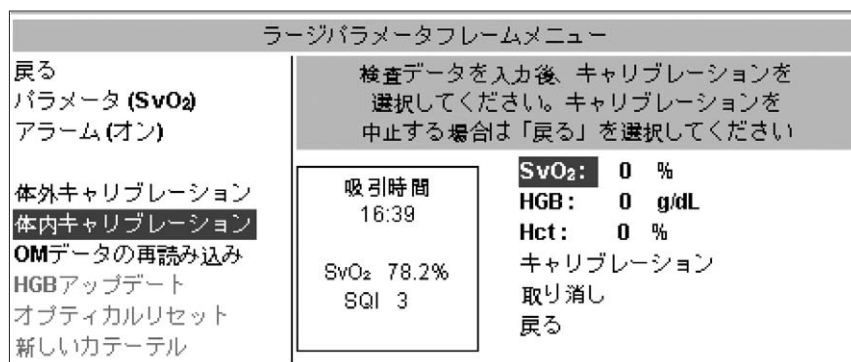 ラージパラメータフレームメニュー
戻る
パラメータ (SvO₂)
アラーム (オン)
体外キャリブレーション
体内キャリブレーション
OMデータの再読み込み
HGBアップデート
オプティカルリセット
新しいカテーテル
検査データを入力後、キャリブレーションを
選択してください。キャリブレーションを
中止する場合は「戻る」を選択してください
吸引時間
16:39
SvO₂ 78.2%
SQI 3
SvO₂: 0 %
HGB: 0 g/dL
Hct: 0 %
キャリブレーション
取り消し
戻る